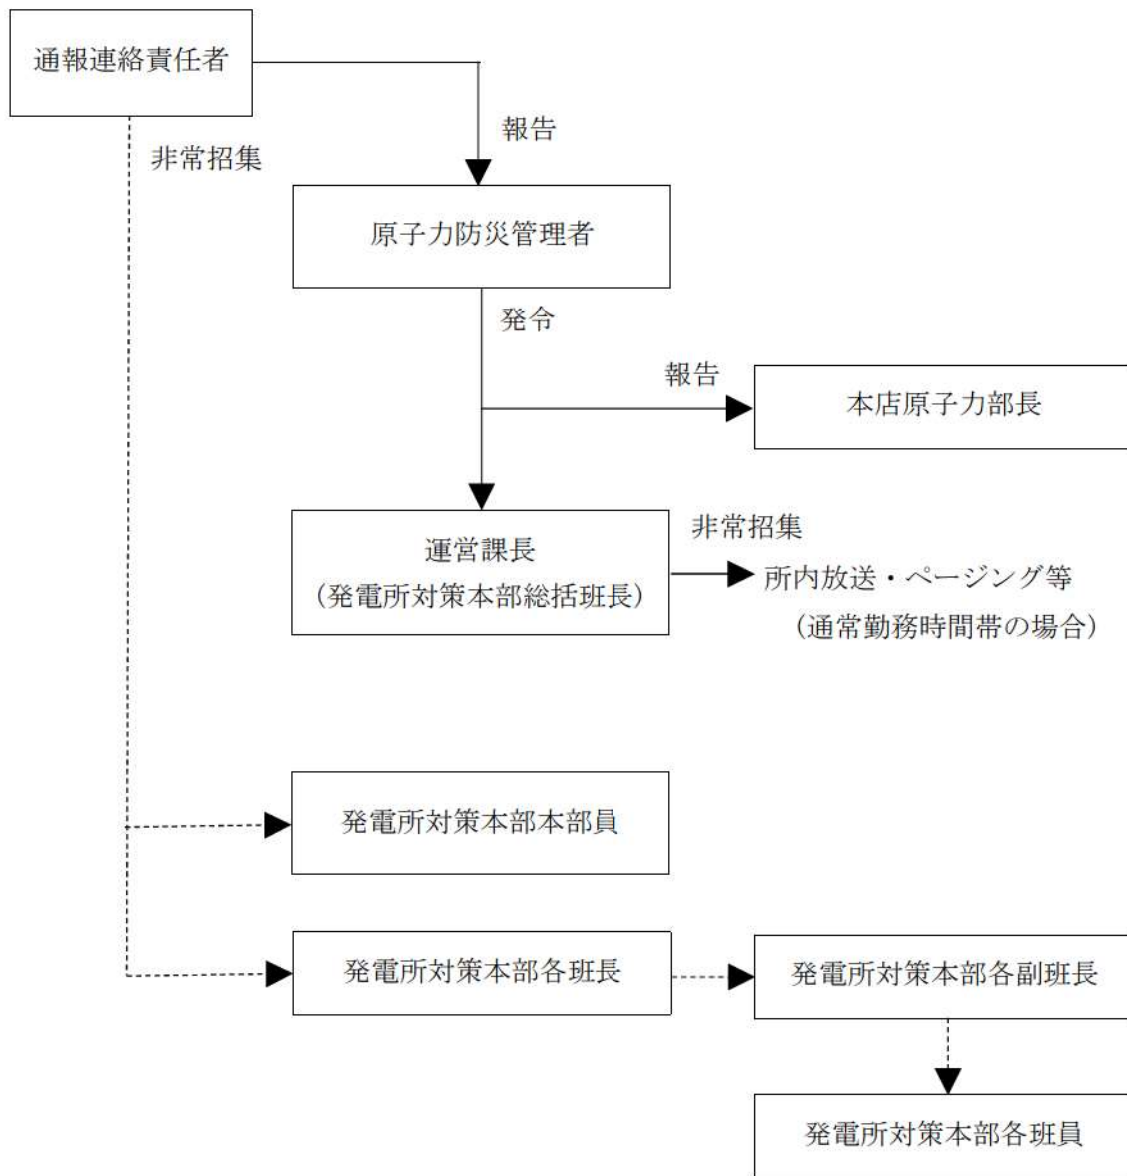 通報連絡責任者
報告
非常招集
原子力防災管理者
発令
報告
本店原子力部長
運営課長
（発電所対策本部総括班長）
非常招集
所内放送・ページング等
（通常勤務時間帯の場合）
発電所対策本部本部員
発電所対策本部各班長
発電所対策本部各副班長
発電所対策本部各班員